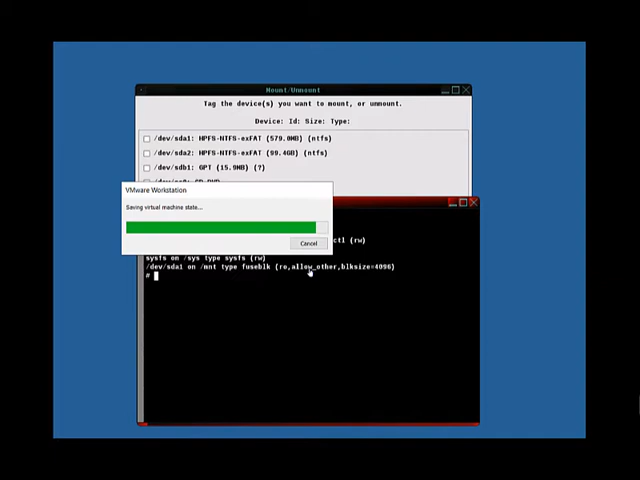 Mount/Unmount
Tag the device(s) you want to mount, or unmount.
Device: Id: Size: Type:
/dev/sda1: HPFS-NTFS-exFAT (579.0MB) (ntfs)
/dev/sda2: HPFS-NTFS-exFAT (99.4GB) (ntfs)
/dev/sdb1: GPT (15.9MB) (?)
VMware Workstation
Saving virtual machine state...
Cancel
ctl (rw)
sysfs on /sys type sysfs (rw)
/dev/sda1 on /mnt type fuseblk (ro,allow_other,blksize=4096)
#